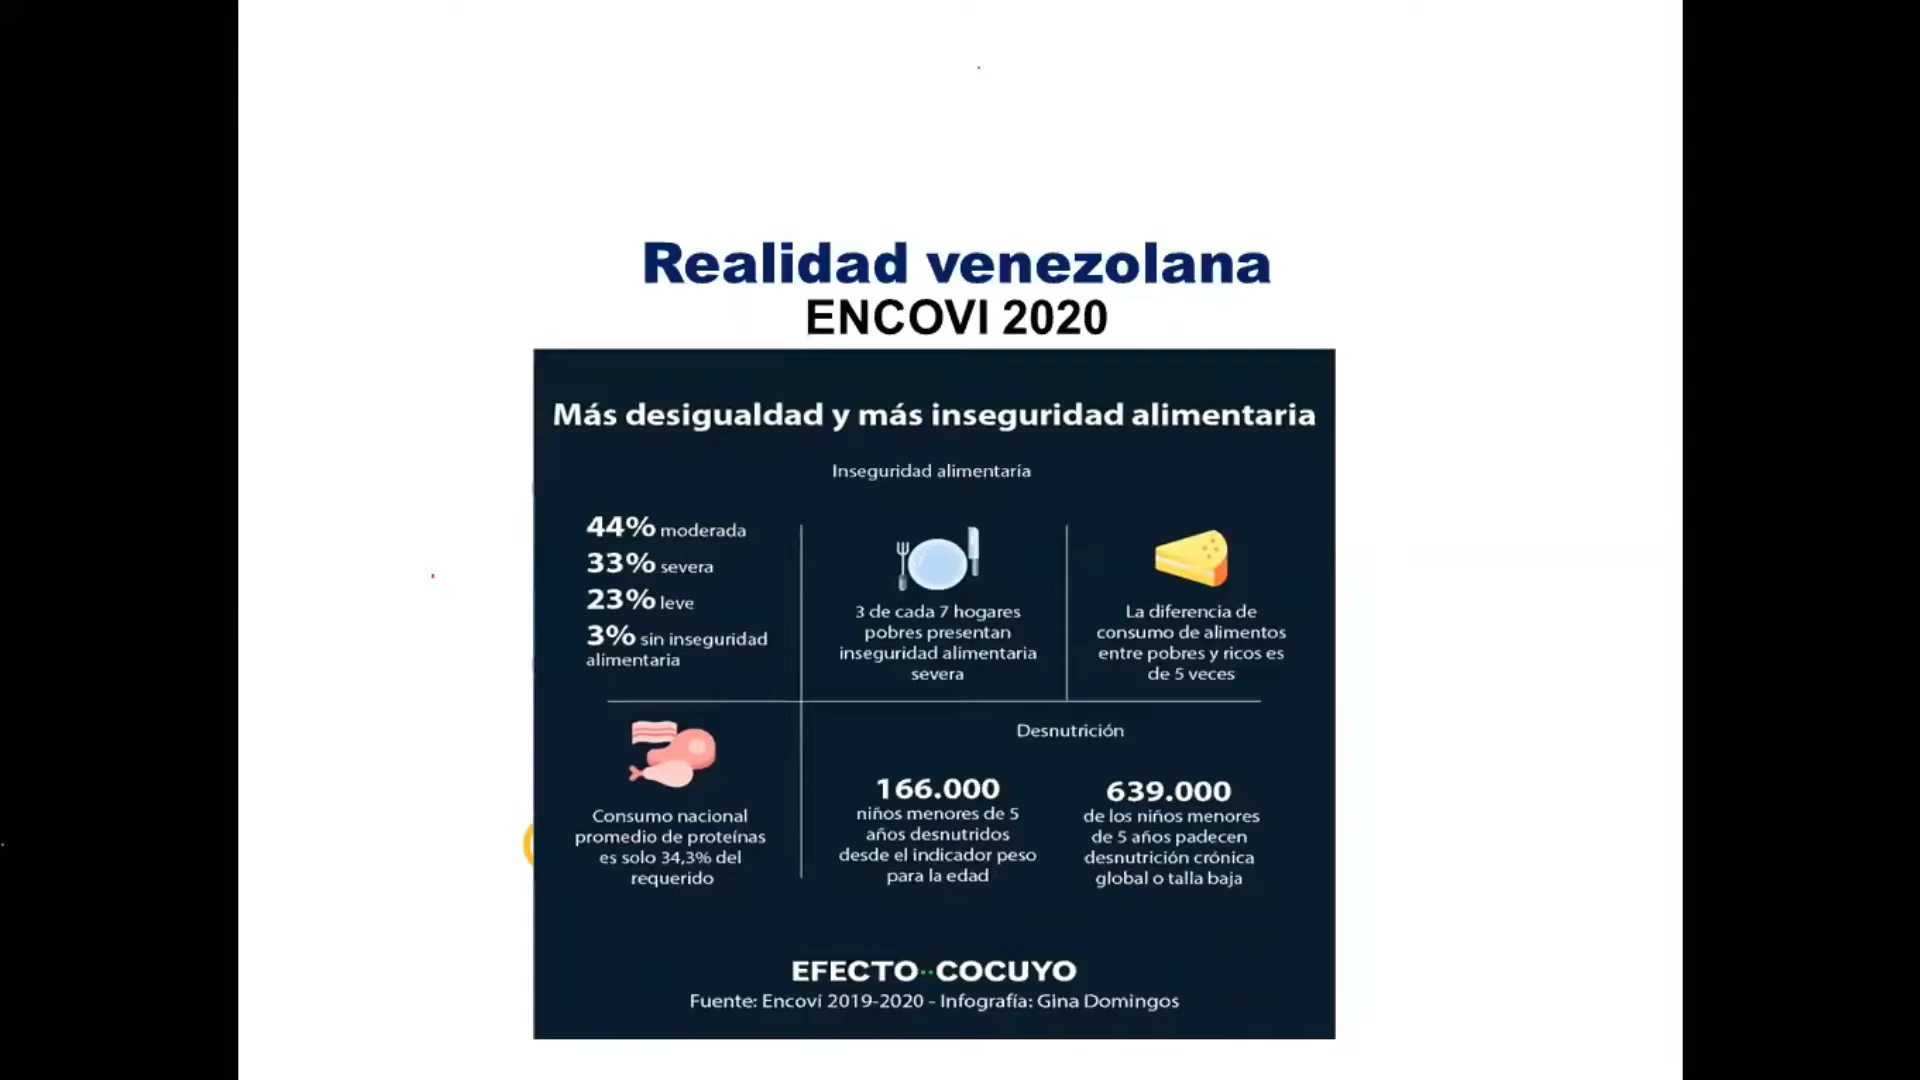 Realidad venezolana
ENCOVI 2020
Más desigualdad y más inseguridad alimentaria
Inseguridad alimentaria
44% moderada
33% severa
23% leve
3% sin inseguridad
alimentaria
3 de cada 7 hogares
pobres presentan
inseguridad alimentaria
severa
La diferencia de
consumo de alimentos
entre pobres y ricos es
de 5 veces
Consumo nacional
promedio de proteínas
es solo 34,3% del
requerido
Desnutrición
166.000
niños menores de 5
años desnutridos
desde el indicador peso
para la edad
639.000
de los niños menores
de 5 años padecen
desnutrición crónica
global o talla baja
EFECTO··COCUYO
Fuente: Encovi 2019-2020 - Infografía: Gina Domingos